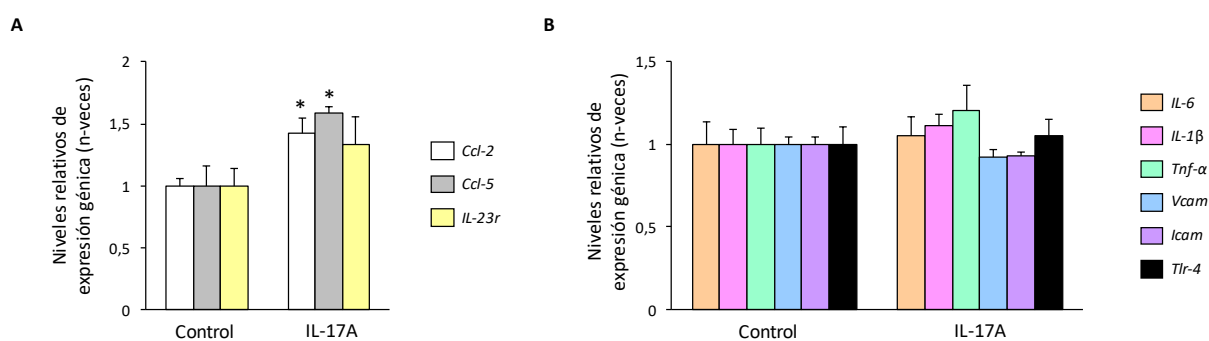 A
Niveles relativos de
expresión génica (n-veces)
2
1,5
1
0,5
0
*
*
Control
IL-17A
Ccl-2
Ccl-5
IL-23r
B
Niveles relativos de
expresión génica (n-veces)
1,5
1
0,5
0
Control
IL-17A
IL-6
IL-1β
Tnf-α
Vcam
Icam
Tlr-4